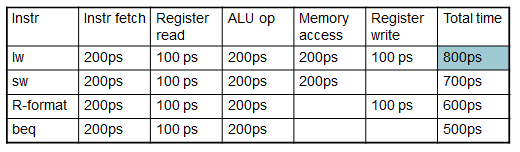 Instr Instr fetch Register read ALU op Memory access Register write Total time
lw 200ps 100 ps 200ps 200ps 100 ps 800ps
sw 200ps 100 ps 200ps 200ps 700ps
R-format 200ps 100 ps 200ps 100 ps 600ps
beq 200ps 100 ps 200ps 500ps